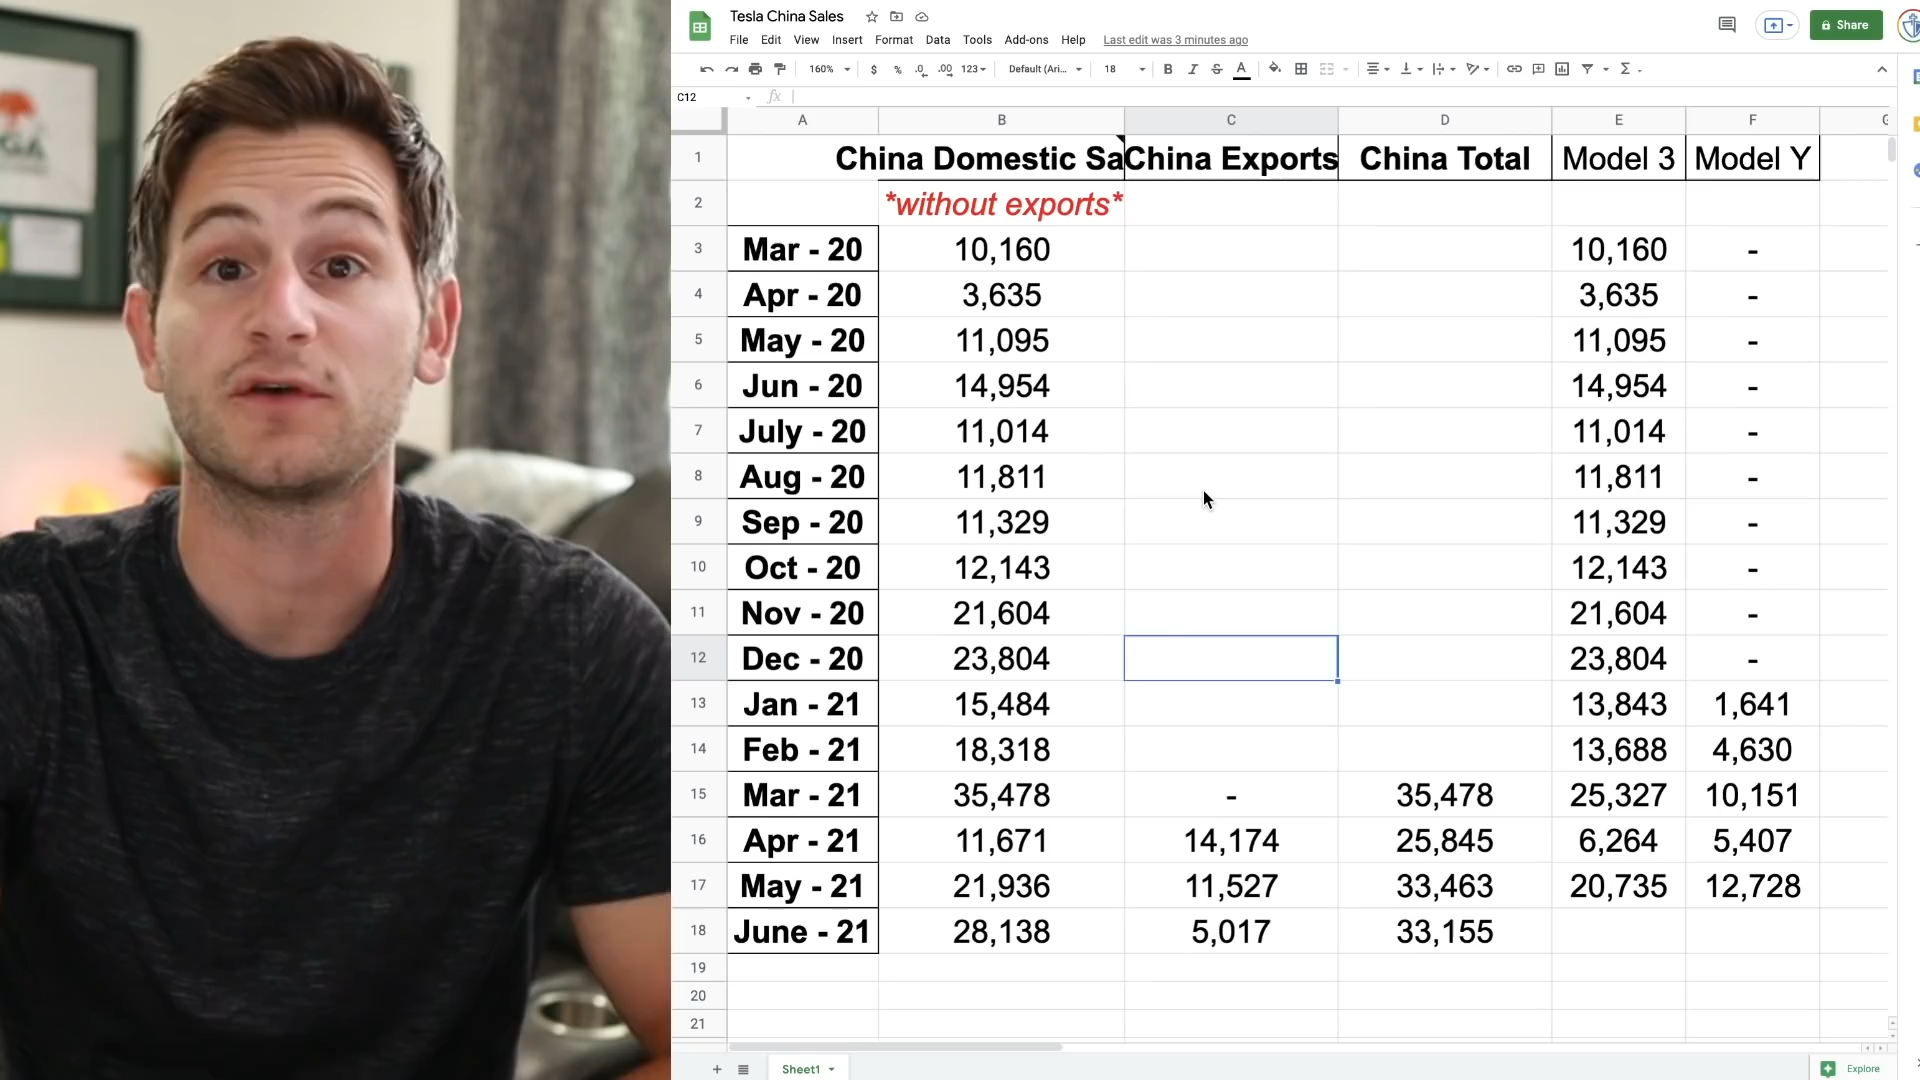 Tesla China Sales
File Edit View Insert Format Data Tools Add-ons Help Last edit was 3 minutes ago
Share
160% $ % .0 .00 123 Default (Ari... 18 B I S A
C12 fx
A B C D E F
1 China Domestic Sa China Exports China Total Model 3 Model Y
2 *without exports*
3 Mar - 20 10,160 10,160 -
4 Apr - 20 3,635 3,635 -
5 May - 20 11,095 11,095 -
6 Jun - 20 14,954 14,954 -
7 July - 20 11,014 11,014 -
8 Aug - 20 11,811 11,811 -
9 Sep - 20 11,329 11,329 -
10 Oct - 20 12,143 12,143 -
11 Nov - 20 21,604 21,604 -
12 Dec - 20 23,804 23,804 -
13 Jan - 21 15,484 13,843 1,641
14 Feb - 21 18,318 13,688 4,630
15 Mar - 21 35,478 - 35,478 25,327 10,151
16 Apr - 21 11,671 14,174 25,845 6,264 5,407
17 May - 21 21,936 11,527 33,463 20,735 12,728
18 June - 21 28,138 5,017 33,155
19
20
21
Sheet1
Explore